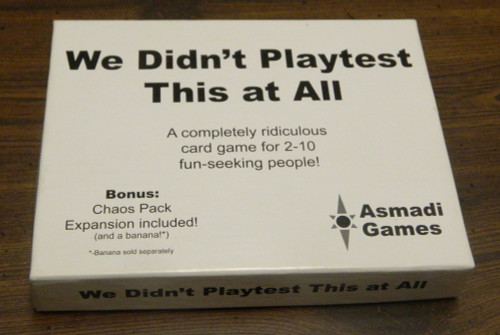 We Didn't Playtest
This at All
A completely ridiculous
card game for 2-10
fun-seeking people!
Bonus:
Chaos Pack
Expansion included!
(and a banana!*)
*-Banana sold separately
Asmadi
Games
We Didn't Playtest This at All